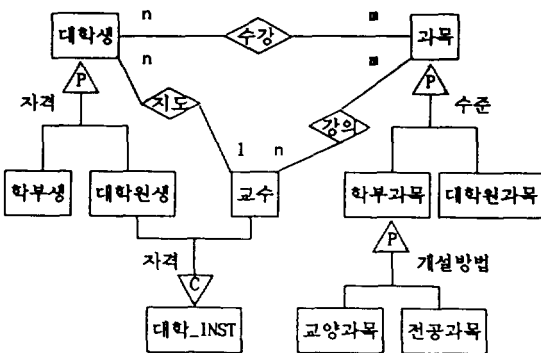 n m
대학생 수강 과목
n m
P P
자격 지도 수준
강의
1 n
학부생 대학원생 교수 학부과목 대학원과목
P
자격 개설방법
C
대학_INST 교양과목 전공과목